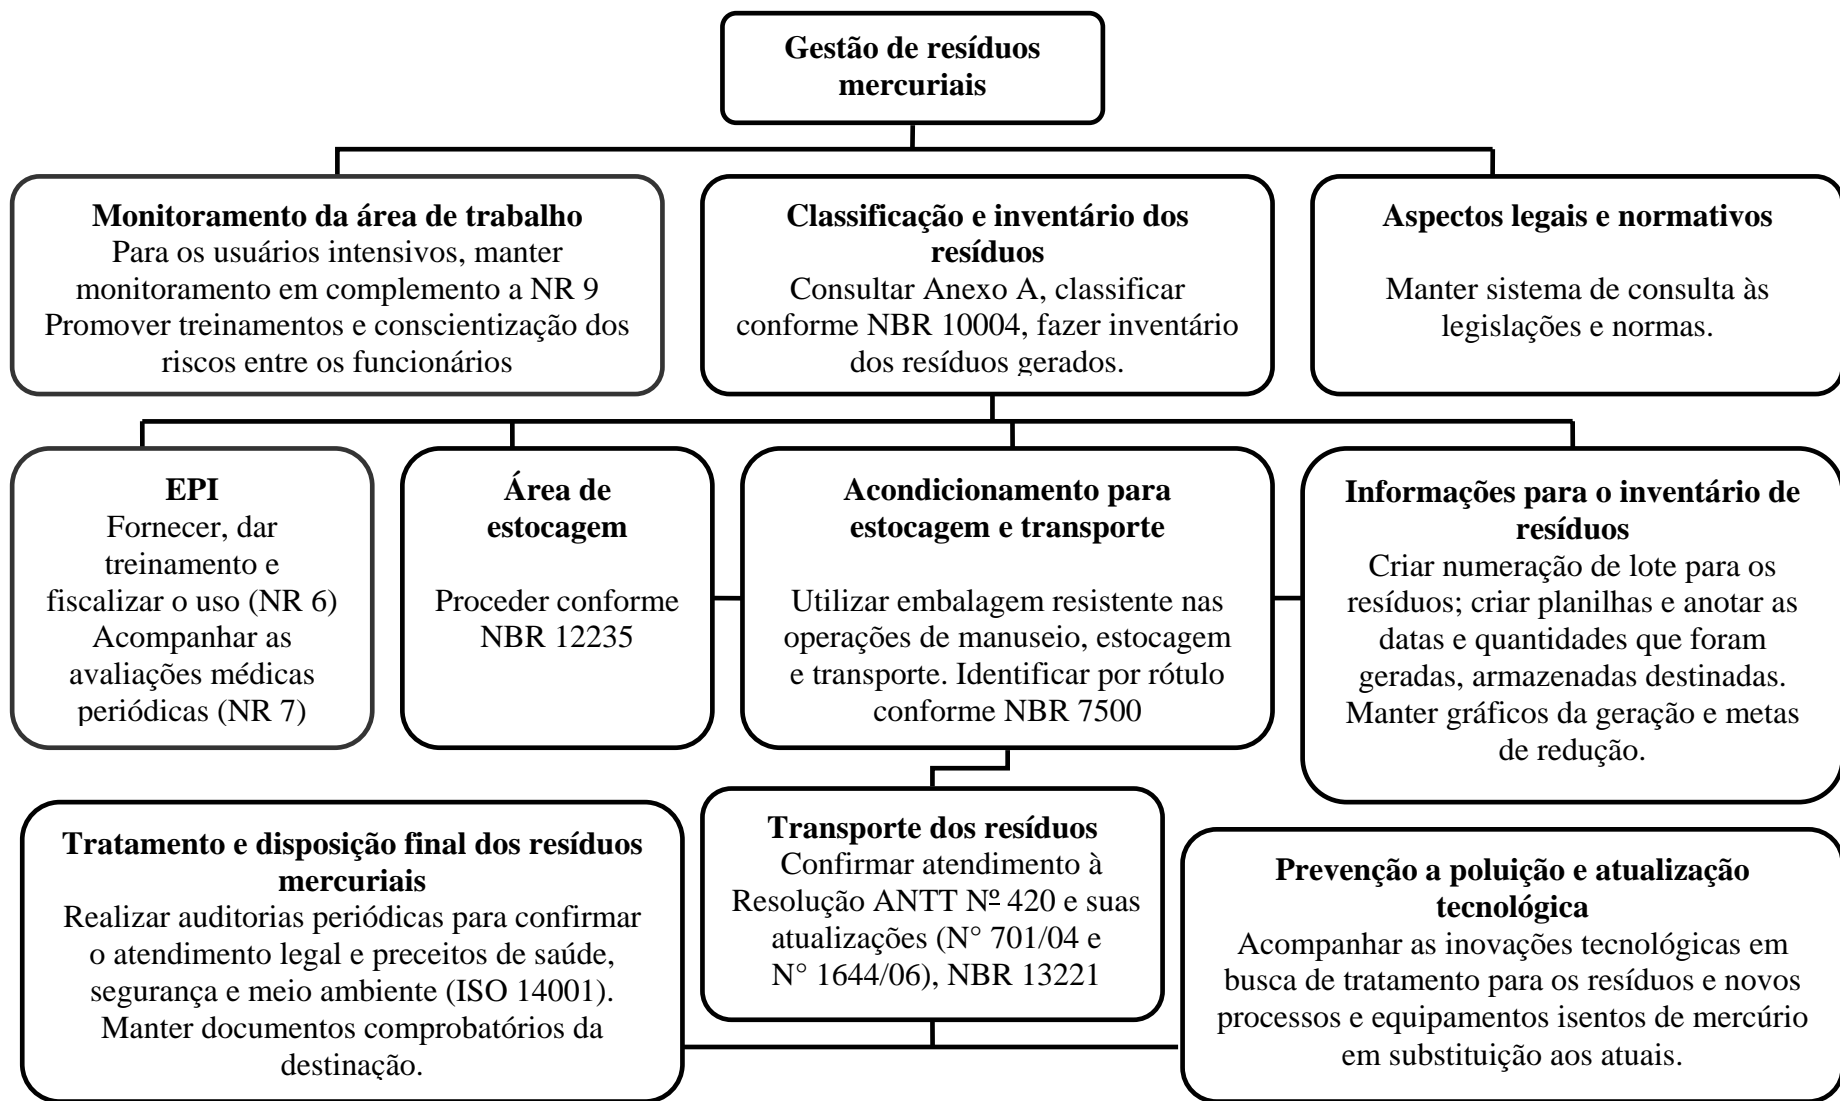 Gestão de resíduos
mercuriais
Monitoramento da área de trabalho
Para os usuários intensivos, manter
monitoramento em complemento a NR 9
Promover treinamentos e conscientização dos
riscos entre os funcionários
Classificação e inventário dos
resíduos
Consultar Anexo A, classificar
conforme NBR 10004, fazer inventário
dos resíduos gerados.
Aspectos legais e normativos
Manter sistema de consulta às
legislações e normas.
EPI
Fornecer, dar
treinamento e
fiscalizar o uso (NR 6)
Acompanhar as
avaliações médicas
periódicas (NR 7)
Área de
estocagem
Proceder conforme
NBR 12235
Acondicionamento para
estocagem e transporte
Utilizar embalagem resistente nas
operações de manuseio, estocagem
e transporte. Identificar por rótulo
conforme NBR 7500
Informações para o inventário de
resíduos
Criar numeração de lote para os
resíduos; criar planilhas e anotar as
datas e quantidades que foram
geradas, armazenadas destinadas.
Manter gráficos da geração e metas
de redução.
Tratamento e disposição final dos resíduos
mercuriais
Realizar auditorias periódicas para confirmar
o atendimento legal e preceitos de saúde,
segurança e meio ambiente (ISO 14001).
Manter documentos comprobatórios da
destinação.
Transporte dos resíduos
Confirmar atendimento à
Resolução ANTT Nº 420 e suas
atualizações (N° 701/04 e
N° 1644/06), NBR 13221
Prevenção a poluição e atualização
tecnológica
Acompanhar as inovações tecnológicas em
busca de tratamento para os resíduos e novos
processos e equipamentos isentos de mercúrio
em substituição aos atuais.